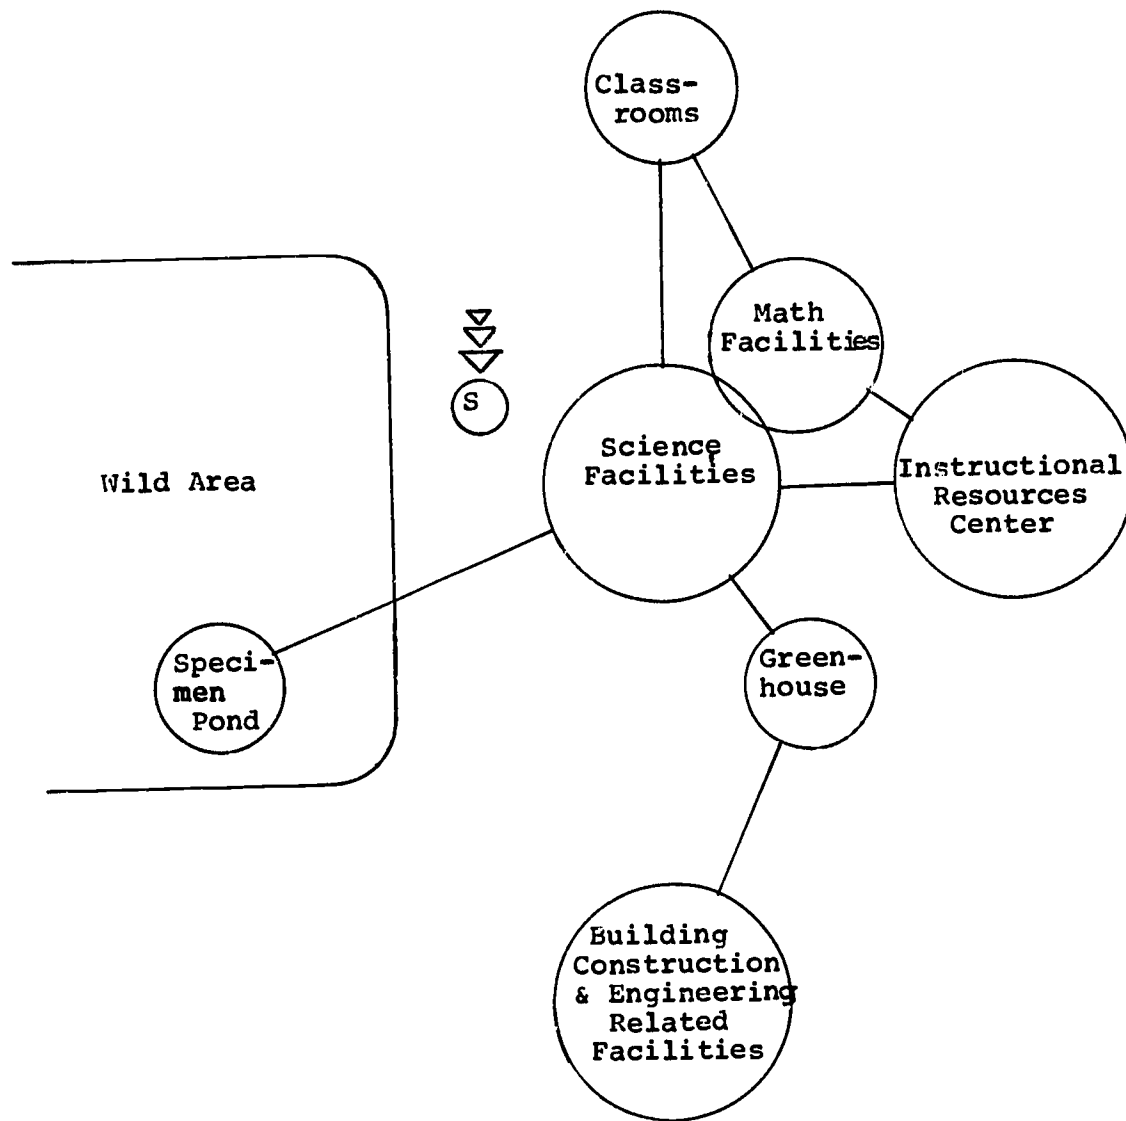 Class-
rooms
Math
Facilities
S
Science
Facilities
Instructional
Resources
Center
Wild Area
Speci-
men
Pond
Green-
house
Building
Construction
& Engineering
Related
Facilities